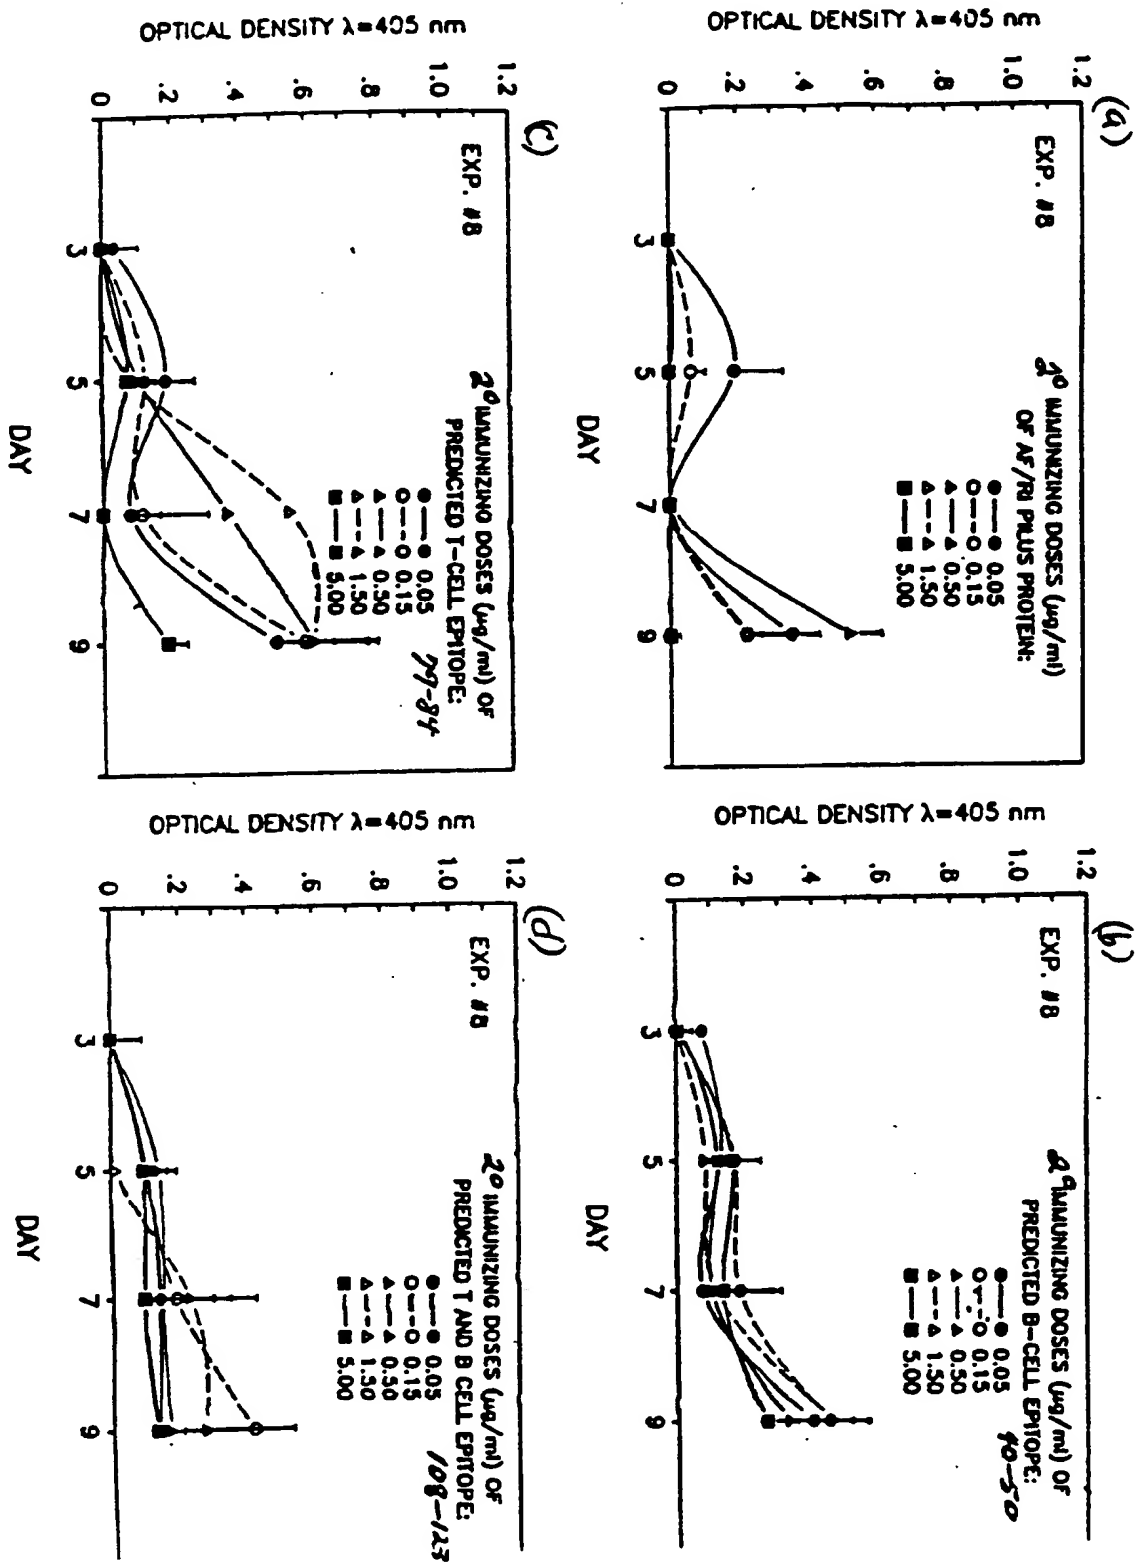 (a)
EXP. #8
2° IMMUNIZING DOSES (µg/ml)
OF AF/R1 PILUS PROTEIN:
0.05
0.15
0.50
1.50
5.00
OPTICAL DENSITY λ=405 nm
1.2
1.0
.8
.6
.4
.2
0
3
5
7
9
DAY
(b)
EXP. #8
2° IMMUNIZING DOSES (µg/ml) OF
PREDICTED B-CELL EPITOPE:
40-50
0.05
0.15
0.50
1.50
5.00
OPTICAL DENSITY λ=405 nm
1.2
1.0
.8
.6
.4
.2
0
3
5
7
9
DAY
(c)
EXP. #8
2° IMMUNIZING DOSES (µg/ml) OF
PREDICTED T-CELL EPITOPE:
79-84
0.05
0.15
0.50
1.50
5.00
OPTICAL DENSITY λ=405 nm
1.2
1.0
.8
.6
.4
.2
0
3
5
7
9
DAY
(d)
EXP. #8
2° IMMUNIZING DOSES (µg/ml) OF
PREDICTED T AND B CELL EPITOPE:
108-123
0.05
0.15
0.50
1.50
5.00
OPTICAL DENSITY λ=405 nm
1.2
1.0
.8
.6
.4
.2
0
3
5
7
9
DAY